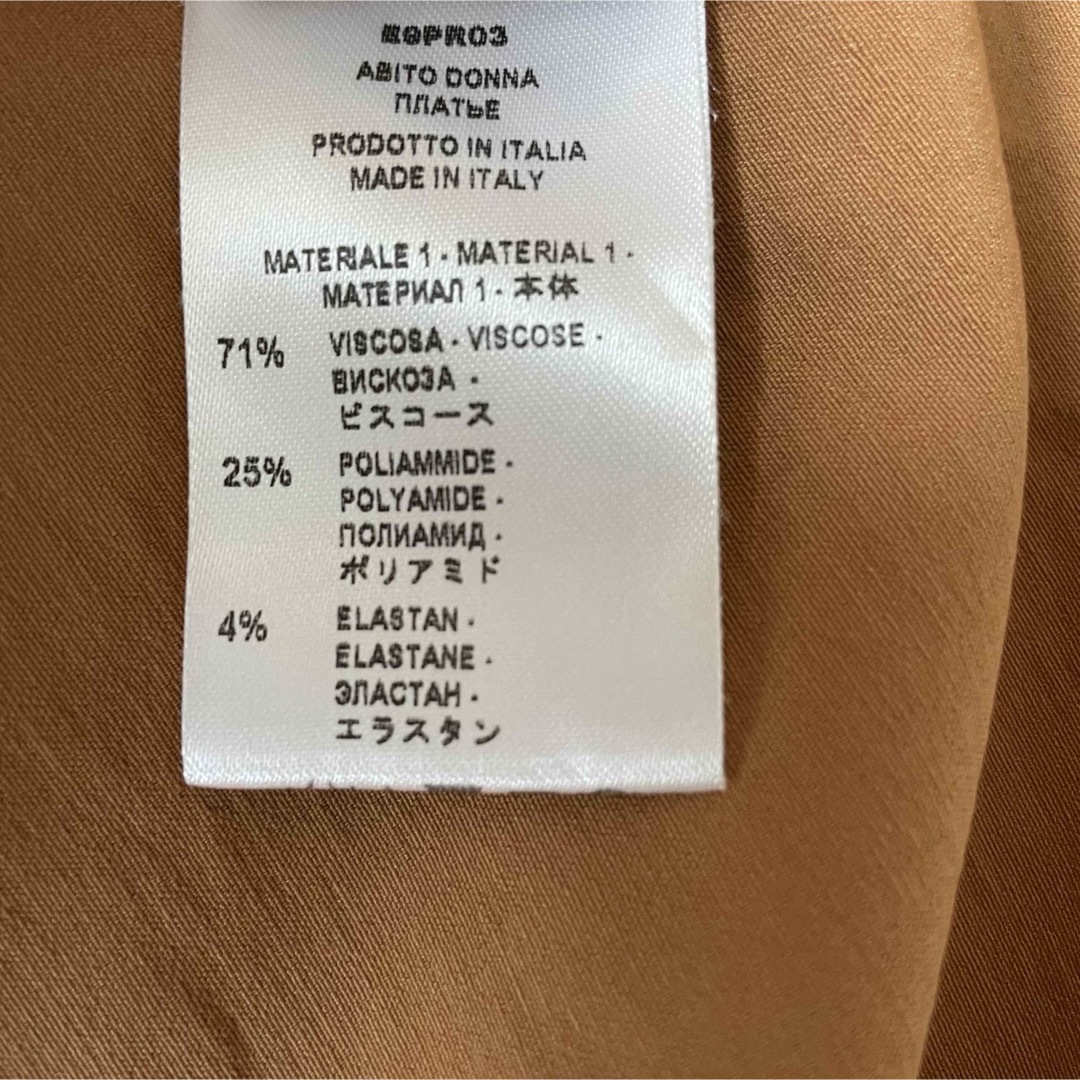 ABITO DONNA
ПЛАТЬЕ
PRODOTTO IN ITALIA
MADE IN ITALY
MATERIALE 1 - MATERIAL 1 -
МАТЕРИАЛ 1 - 本体
71% VISCOSA - VISCOSE -
ВИСКОЗА -
ビスコース
25% POLIAMMIDE -
POLYAMIDE -
ПОЛИАМИД -
ポリアミド
4% ELASTAN -
ELASTANE -
ЭЛАСТАН -
エラスタン